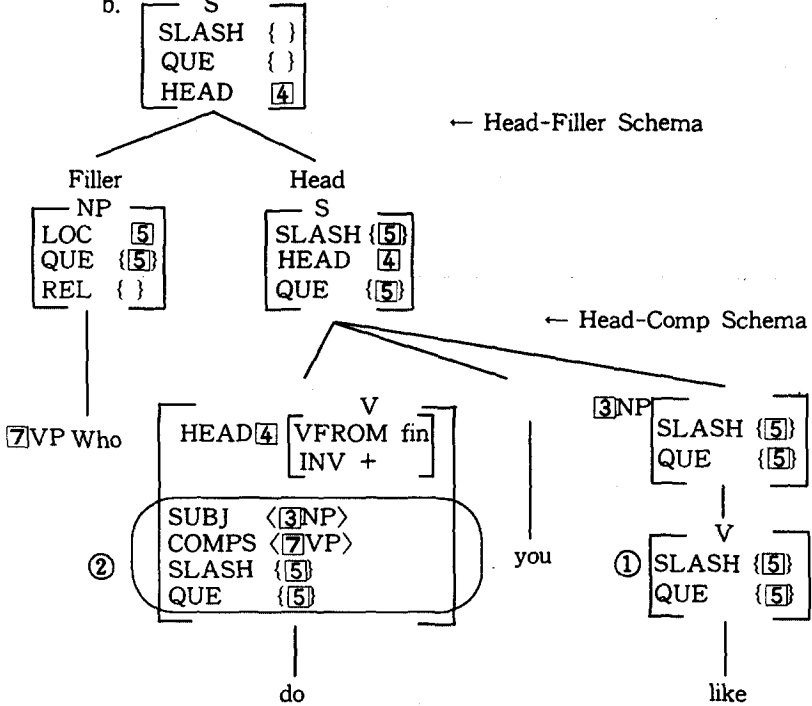 b. S
SLASH { }
QUE { }
HEAD 4
← Head-Filler Schema
Filler Head
NP S
LOC 5 SLASH {5}
QUE {5} HEAD 4
REL { } QUE {5}
← Head-Comp Schema
7VP Who
V
HEAD4 VFROM fin
INV +
SUBJ 〈3NP〉
COMPS 〈7VP〉
② SLASH {5}
QUE {5}
do
you
3NP
SLASH {5}
QUE {5}
V
① SLASH {5}
QUE {5}
like